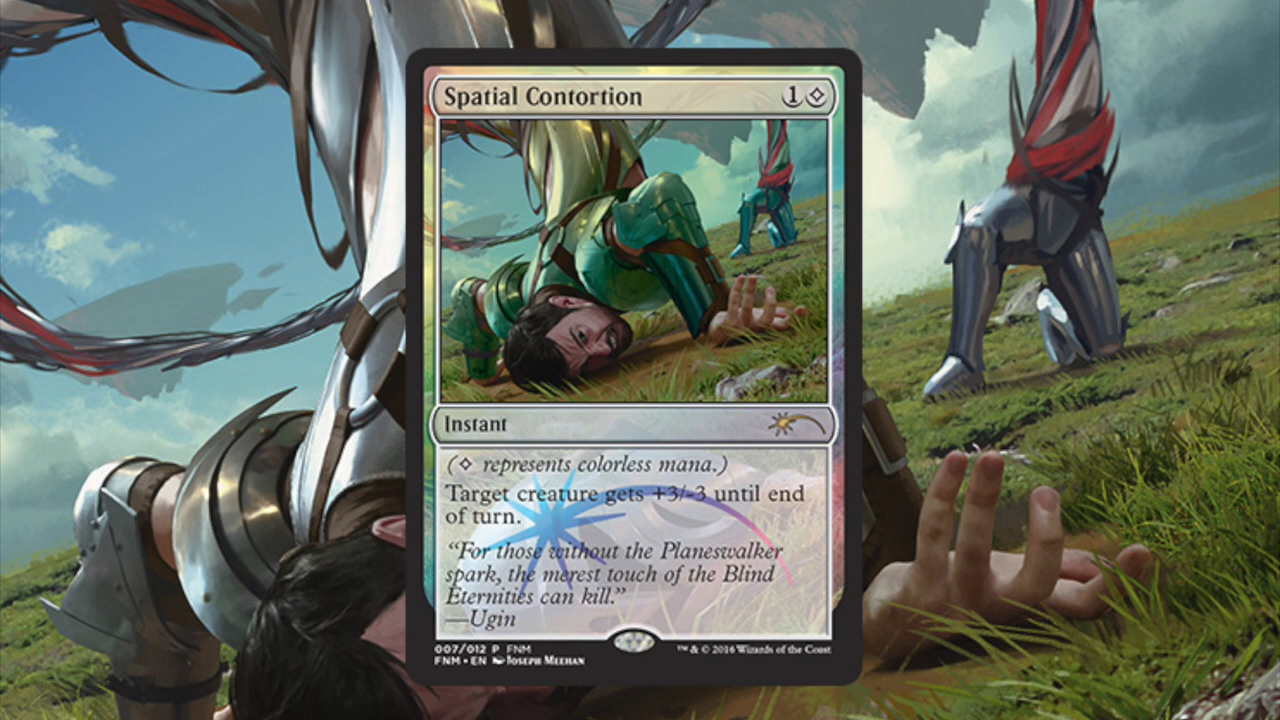 Spatial Contortion 1
Instant
( represents colorless mana.)
Target creature gets +3/-3 until end
of turn.
“For those without the Planeswalker
spark, the merest touch of the Blind
Eternities can kill.”
—Ugin
007/012 P FNM
FNM • EN Joseph Meehan
™ & © 2016 Wizards of the Coast